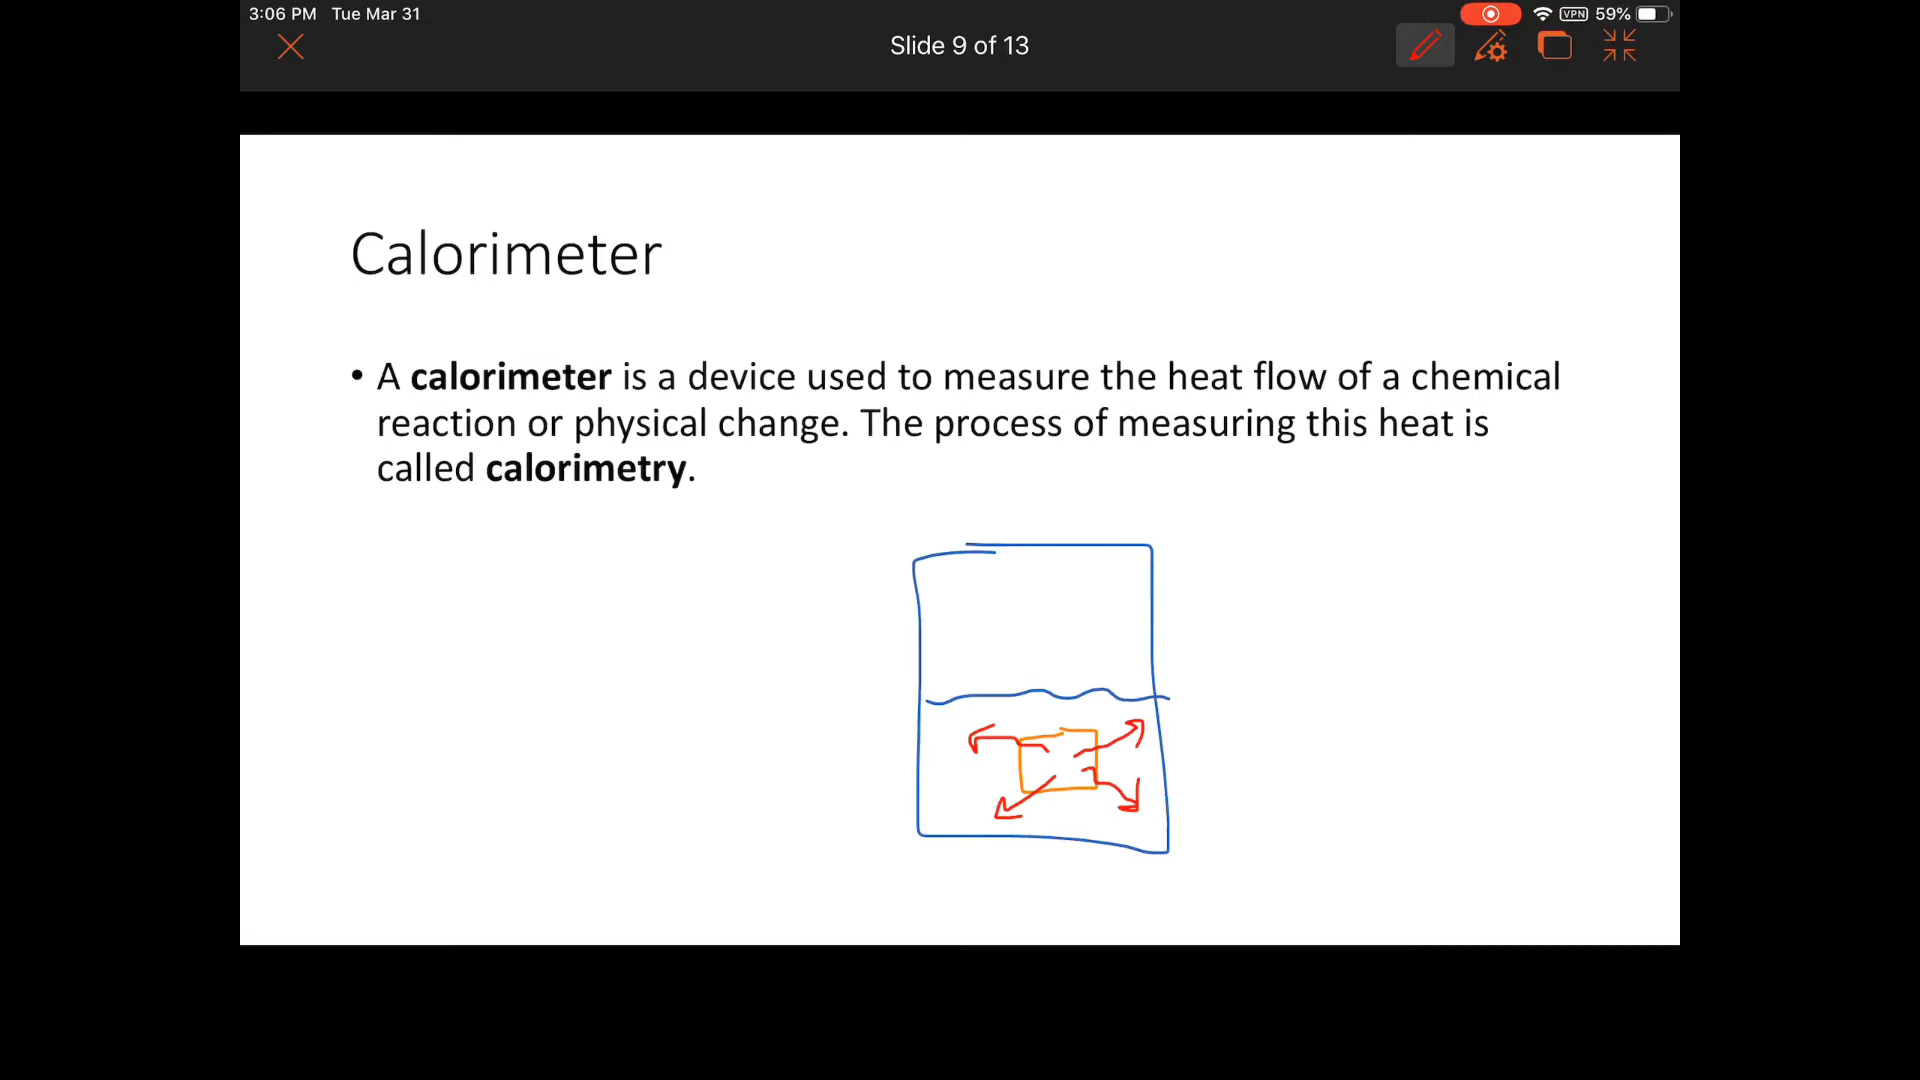 3:06 PM Tue Mar 31
VPN 59%
Slide 9 of 13
Calorimeter
• A calorimeter is a device used to measure the heat flow of a chemical
reaction or physical change. The process of measuring this heat is
called calorimetry.